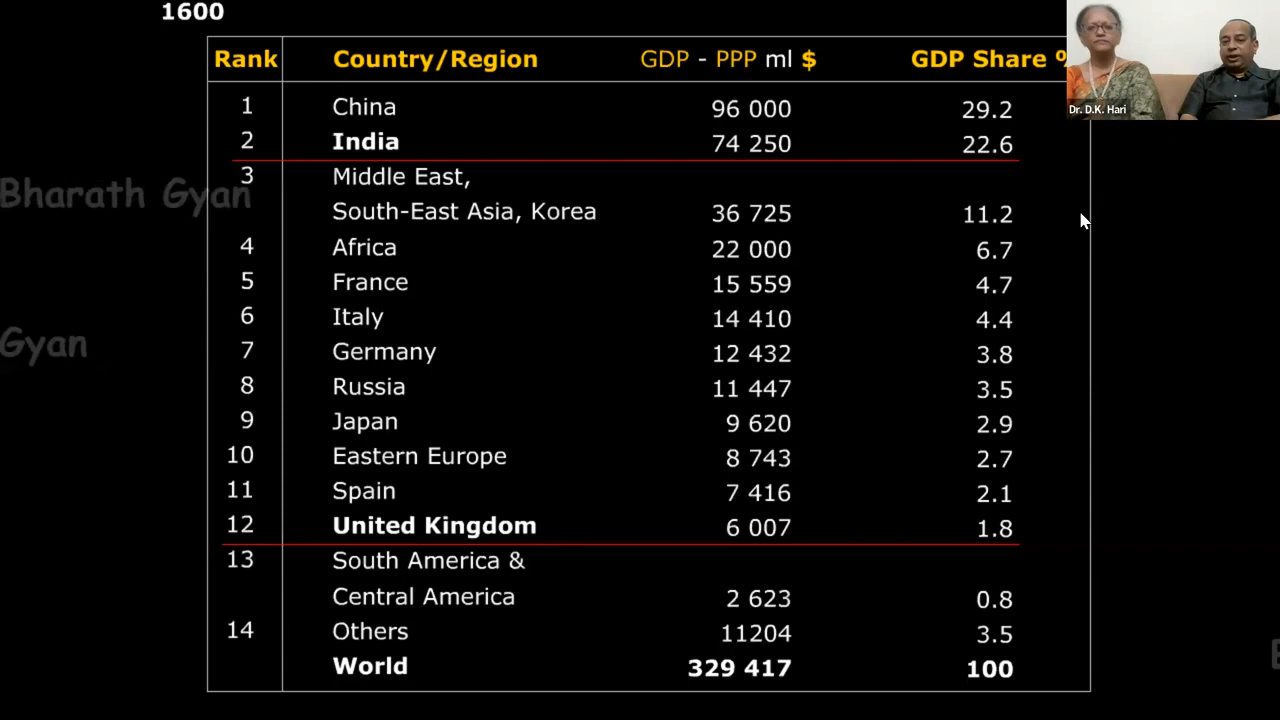 1600
Rank Country/Region GDP - PPP ml $ GDP Share %
1 China 96 000 29.2
2 India 74 250 22.6
3 Middle East,
South-East Asia, Korea 36 725 11.2
4 Africa 22 000 6.7
5 France 15 559 4.7
6 Italy 14 410 4.4
7 Germany 12 432 3.8
8 Russia 11 447 3.5
9 Japan 9 620 2.9
10 Eastern Europe 8 743 2.7
11 Spain 7 416 2.1
12 United Kingdom 6 007 1.8
13 South America &
Central America 2 623 0.8
14 Others 11204 3.5
World 329 417 100
Dr. D.K. Hari
Bharath Gyan
Gyan